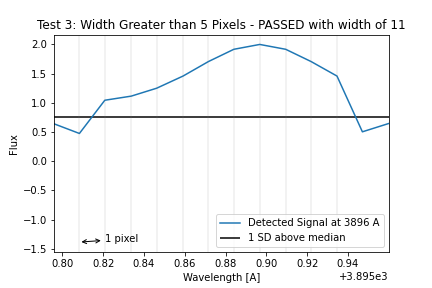 Test 3: Width Greater than 5 Pixels - PASSED with width of 11
2.0
1.5
1.0
0.5
0.0
−0.5
−1.0
−1.5
Flux
1 pixel
Detected Signal at 3896 A
1 SD above median
0.80 0.82 0.84 0.86 0.88 0.90 0.92 0.94
Wavelength [A]
+3.895e3